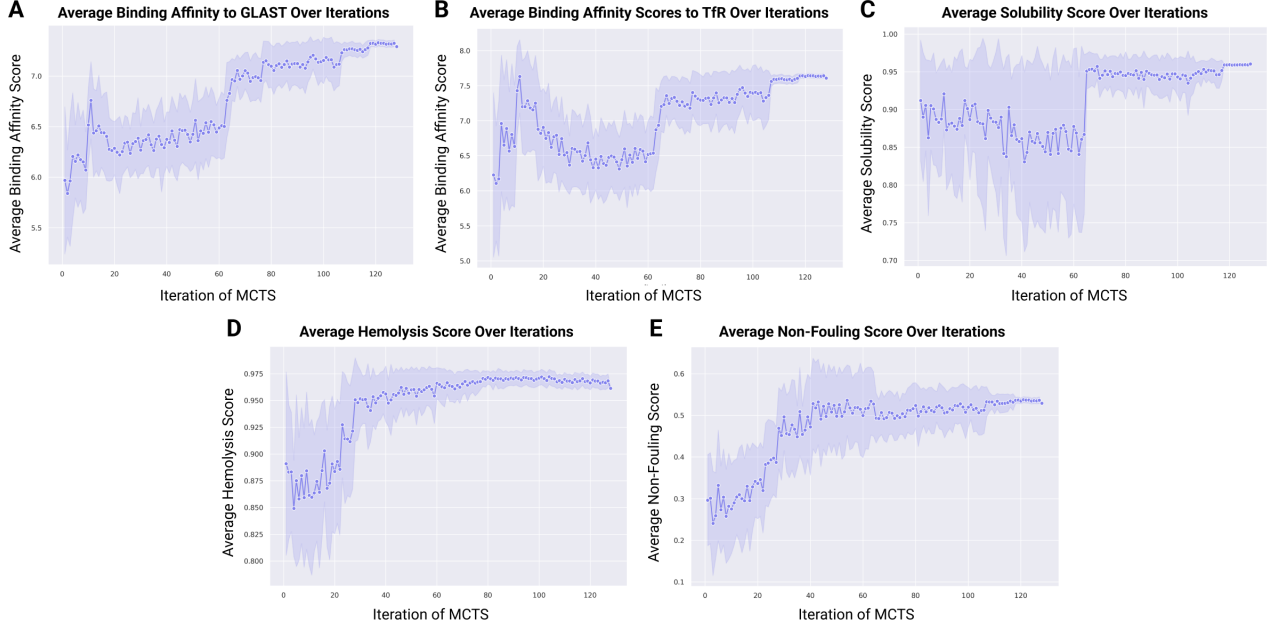 A
Average Binding Affinity to GLAST Over Iterations
Average Binding Affinity Score
7.0
6.5
6.0
5.5
0 20 40 60 80 100 120
Iteration of MCTS
B
Average Binding Affinity Scores to TfR Over Iterations
Average Binding Affinity Score
8.0
7.5
7.0
6.5
6.0
5.5
5.0
0 20 40 60 80 100 120
Iteration of MCTS
C
Average Solubility Score Over Iterations
Average Solubility Score
1.00
0.95
0.90
0.85
0.80
0.75
0.70
0 20 40 60 80 100 120
Iteration of MCTS
D
Average Hemolysis Score Over Iterations
Average Hemolysis Score
0.975
0.950
0.925
0.900
0.875
0.850
0.825
0.800
0 20 40 60 80 100 120
Iteration of MCTS
E
Average Non-Fouling Score Over Iterations
Average Non-Fouling Score
0.6
0.5
0.4
0.3
0.2
0.1
0 20 40 60 80 100 120
Iteration of MCTS